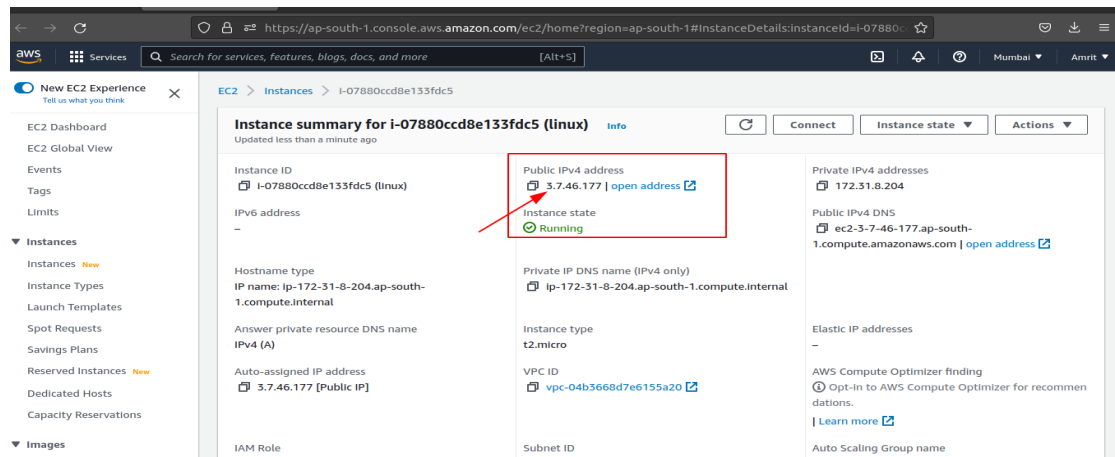 https://ap-south-1.console.aws.amazon.com/ec2/home?region=ap-south-1#InstanceDetails:instanceId=i-07880cc
aws Services Search for services, features, blogs, docs, and more [Alt+S] Mumbai ▼ Amrit ▼
New EC2 Experience
Tell us what you think
EC2 Dashboard
EC2 Global View
Events
Tags
Limits
▼ Instances
Instances New
Instance Types
Launch Templates
Spot Requests
Savings Plans
Reserved Instances New
Dedicated Hosts
Capacity Reservations
▼ Images
EC2 > Instances > i-07880ccd8e133fdc5
Instance summary for i-07880ccd8e133fdc5 (linux) Info
Updated less than a minute ago
Connect Instance state ▼ Actions ▼
Instance ID
i-07880ccd8e133fdc5 (linux)
Public IPv4 address
3.7.46.177 | open address
Private IPv4 addresses
172.31.8.204
IPv6 address
–
Instance state
Running
Public IPv4 DNS
ec2-3-7-46-177.ap-south-
1.compute.amazonaws.com | open address
Hostname type
IP name: ip-172-31-8-204.ap-south-
1.compute.internal
Private IP DNS name (IPv4 only)
ip-172-31-8-204.ap-south-1.compute.internal
Answer private resource DNS name
IPv4 (A)
Instance type
t2.micro
Elastic IP addresses
–
Auto-assigned IP address
3.7.46.177 [Public IP]
VPC ID
vpc-04b3668d7e6155a20
AWS Compute Optimizer finding
Opt-in to AWS Compute Optimizer for recommen
dations.
| Learn more
IAM Role
Subnet ID
Auto Scaling Group name